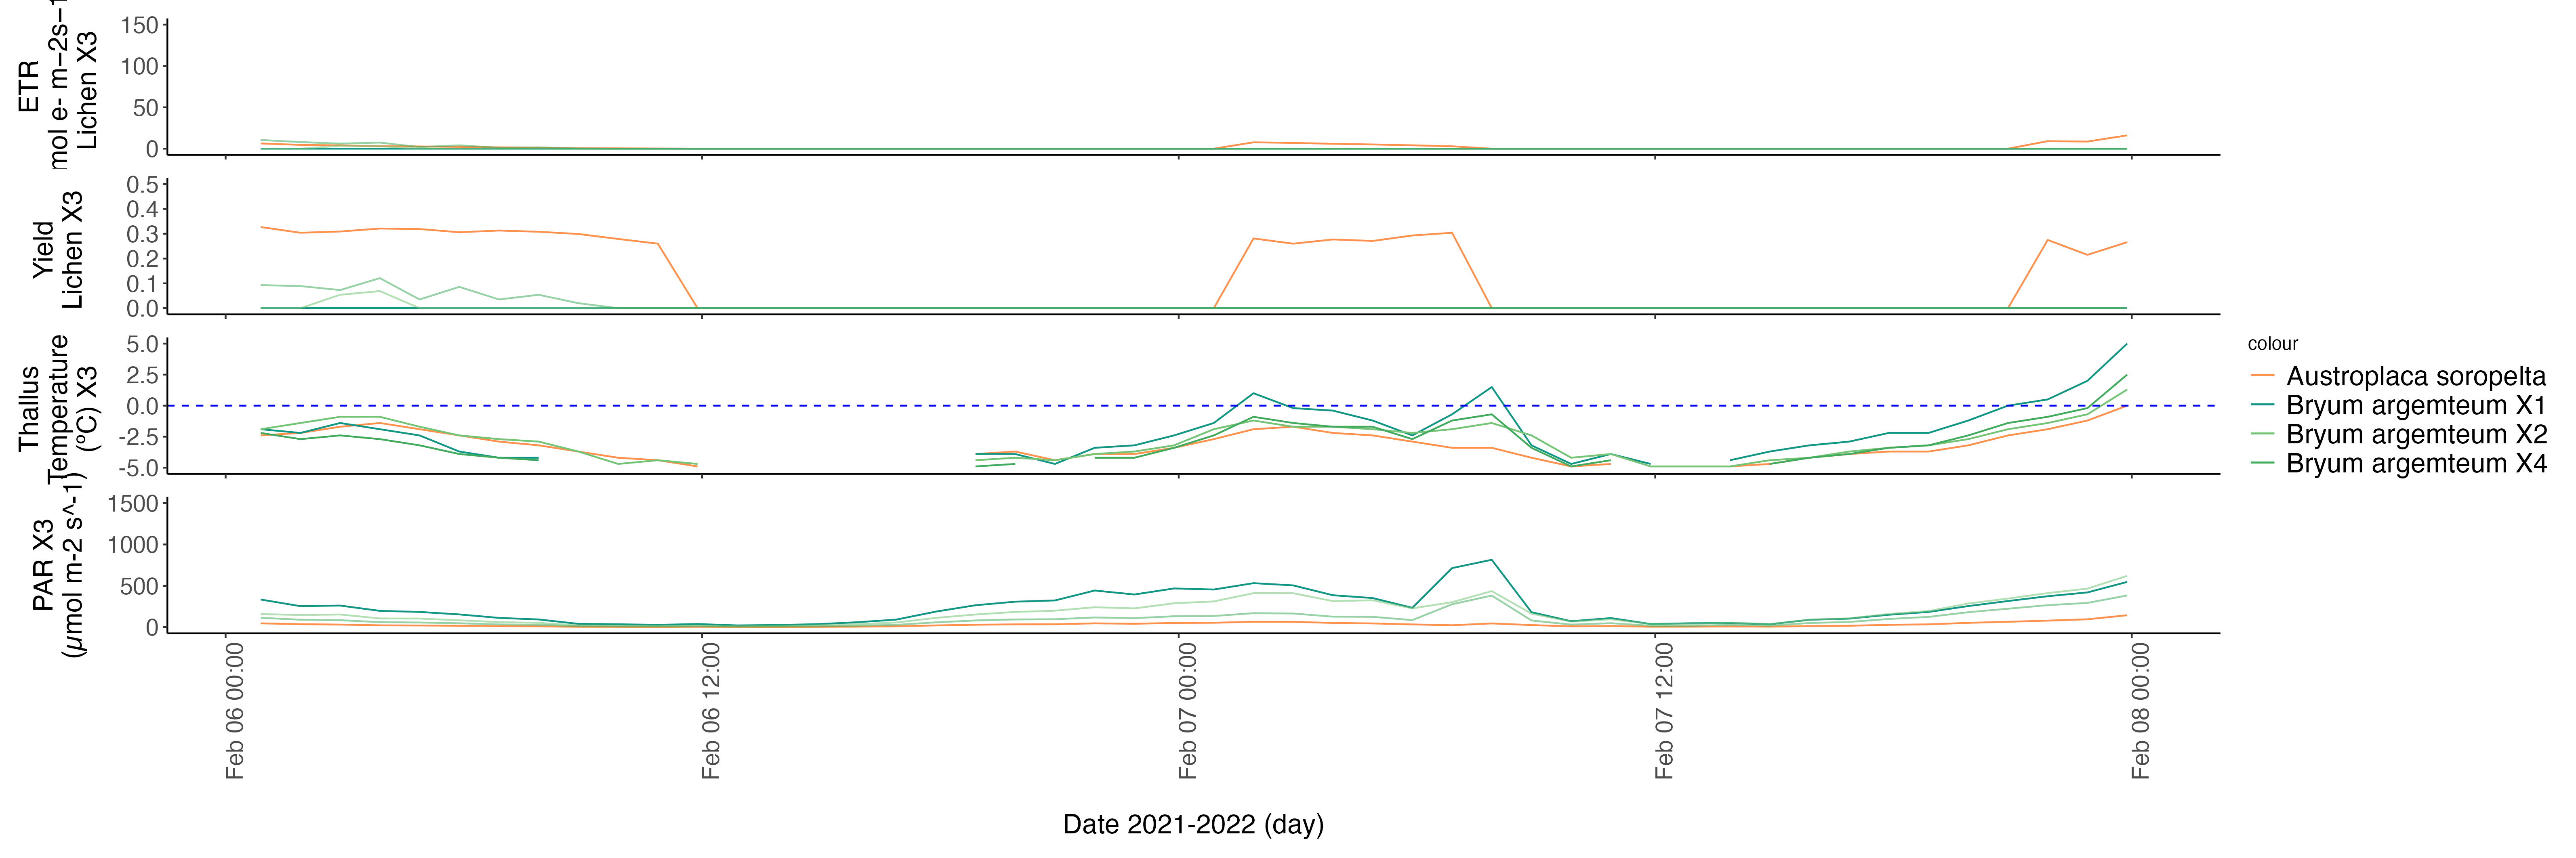 ETR
mol e- m−2s−1
Lichen X3
150
100
50
0
Yield
Lichen X3
0.5
0.4
0.3
0.2
0.1
0.0
Thallus
Temperature
(ºC) X3
5.0
2.5
0.0
-2.5
-5.0
PAR X3
(µmol m-2 s^-1)
1500
1000
500
0
Feb 06 00:00
Feb 06 12:00
Feb 07 00:00
Feb 07 12:00
Feb 08 00:00
Date 2021-2022 (day)
colour
Austroplaca soropelta
Bryum argemteum X1
Bryum argemteum X2
Bryum argemteum X4